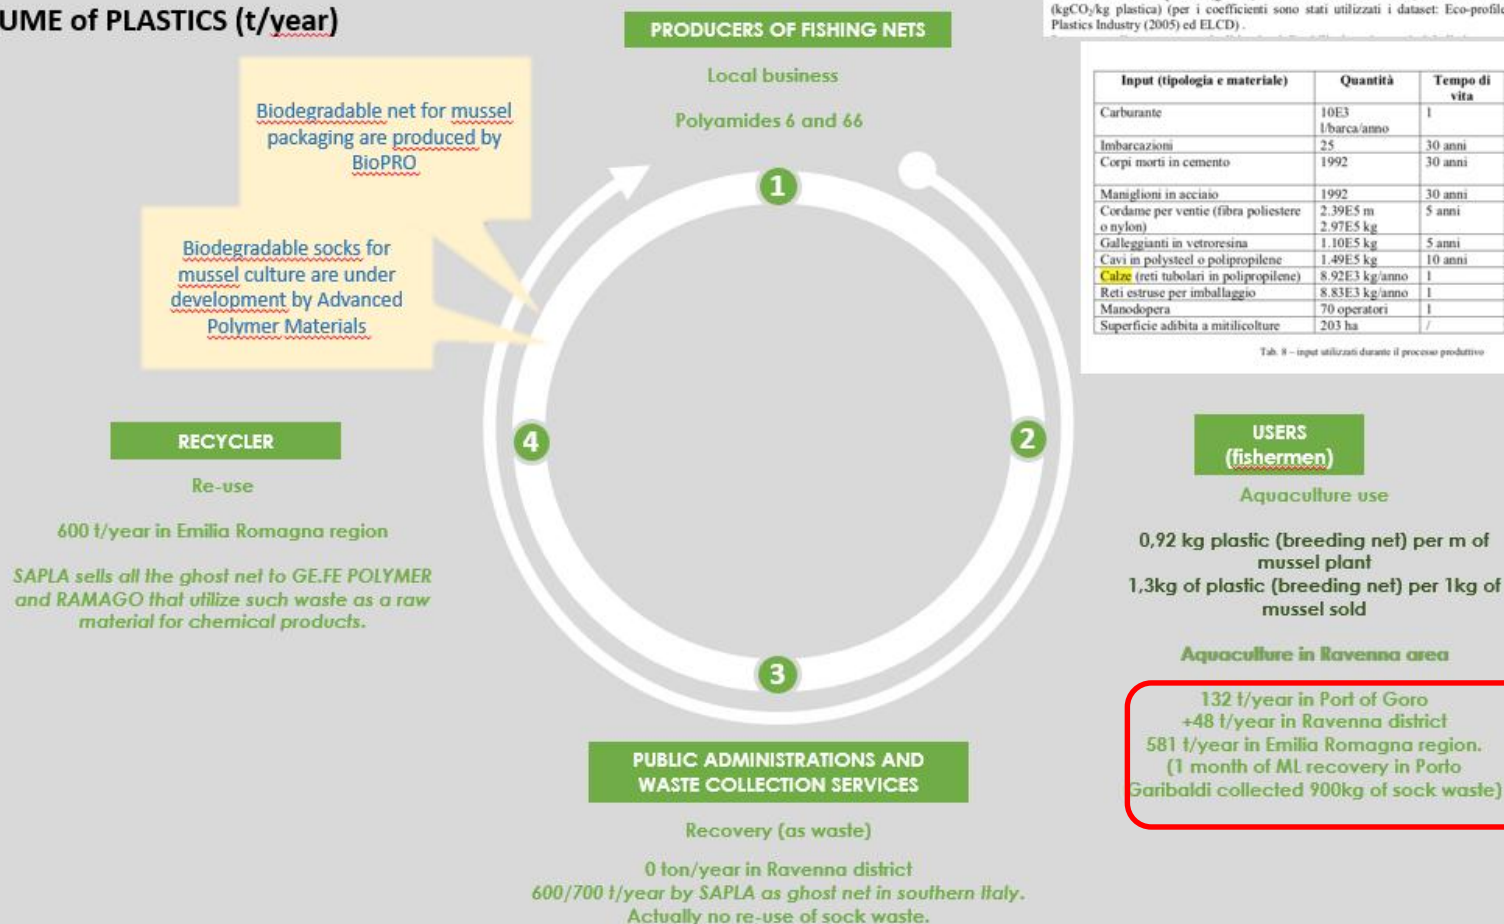 UME of PLASTICS (t/year)
PRODUCERS OF FISHING NETS
Local business
Polyamides 6 and 66
Biodegradable net for mussel
packaging are produced by
BioPRO
Biodegradable socks for
mussel culture are under
development by Advanced
Polymer Materials
1
2
3
4
(kgCO₂/kg plastica) (per i coefficienti sono stati utilizzati i dataset: Eco-profile
Plastics Industry (2005) ed ELCD) .
Input (tipologia e materiale) Quantità Tempo di
vita
Carburante 10E3 1
l/barca/anno
Imbarcazioni 25 30 anni
Corpi morti in cemento 1992 30 anni
Maniglioni in acciaio 1992 30 anni
Cordame per ventie (fibra poliestere 2.39E5 m 5 anni
o nylon) 2.97E5 kg
Galleggianti in vetroresina 1.10E5 kg 5 anni
Cavi in polysteel o polipropilene 1.49E5 kg 10 anni
Calze (reti tubolari in polipropilene) 8.92E3 kg/anno 1
Reti estruse per imballaggio 8.83E3 kg/anno 1
Manodopera 70 operatori 1
Superficie adibita a mitilicolture 203 ha /
Tab. 8 – input utilizzati durante il processo produttivo
USERS
(fishermen)
Aquaculture use
0,92 kg plastic (breeding net) per m of
mussel plant
1,3kg of plastic (breeding net) per 1kg of
mussel sold
Aquaculture in Ravenna area
132 t/year in Port of Goro
+48 t/year in Ravenna district
581 t/year in Emilia Romagna region.
(1 month of ML recovery in Porto
Garibaldi collected 900kg of sock waste)
PUBLIC ADMINISTRATIONS AND
WASTE COLLECTION SERVICES
Recovery (as waste)
0 ton/year in Ravenna district
600/700 t/year by SAPLA as ghost net in southern Italy.
Actually no re-use of sock waste.
RECYCLER
Re-use
600 t/year in Emilia Romagna region
SAPLA sells all the ghost net to GE.FE POLYMER
and RAMAGO that utilize such waste as a raw
material for chemical products.